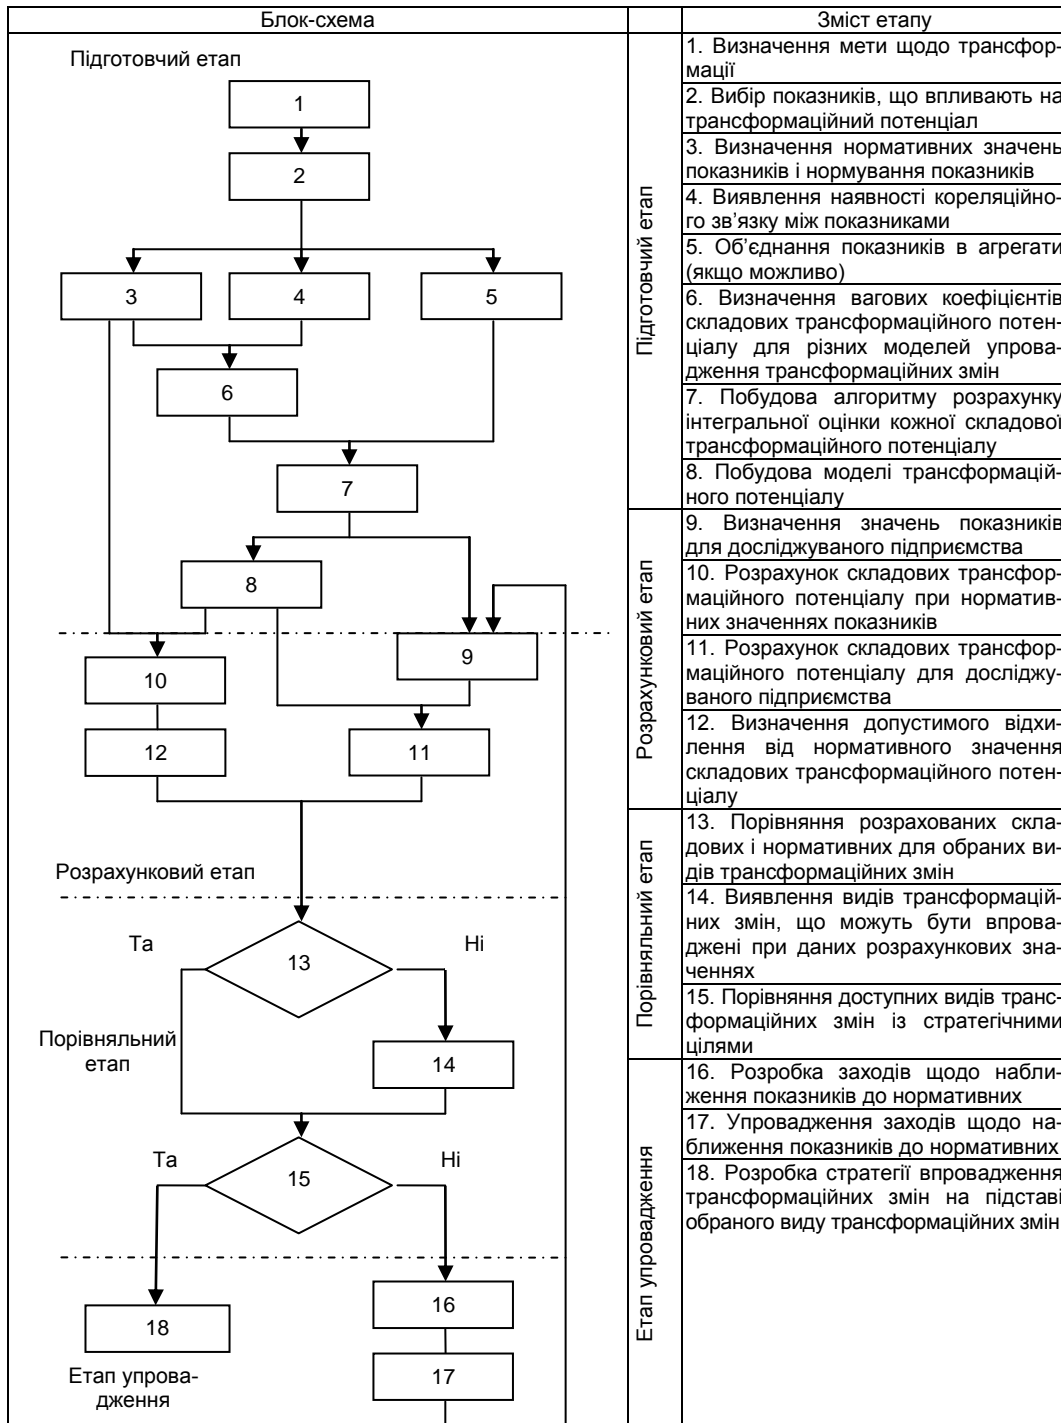 Блок-схема
Зміст етапу
Підготовчий етап
1
2
3
4
5
6
7
8
9
10
11
12
Розрахунковий етап
Та
Ні
13
Порівняльний
етап
14
Та
Ні
15
16
18
17
Етап упрова-
дження
Підготовчий етап
1. Визначення мети щодо трансфор-
мації
2. Вибір показників, що впливають на
трансформаційний потенціал
3. Визначення нормативних значень
показників і нормування показників
4. Виявлення наявності кореляційно-
го зв’язку між показниками
5. Об’єднання показників в агрегати
(якщо можливо)
6. Визначення вагових коефіцієнтів
складових трансформаційного потен-
ціалу для різних моделей упрова-
дження трансформаційних змін
7. Побудова алгоритму розрахунку
інтегральної оцінки кожної складової
трансформаційного потенціалу
8. Побудова моделі трансформацій-
ного потенціалу
Розрахунковий етап
9. Визначення значень показників
для досліджуваного підприємства
10. Розрахунок складових трансфор-
маційного потенціалу при норматив-
них значеннях показників
11. Розрахунок складових трансфор-
маційного потенціалу для досліджу-
ваного підприємства
12. Визначення допустимого відхи-
лення від нормативного значення
складових трансформаційного потен-
ціалу
Порівняльний етап
13. Порівняння розрахованих скла-
дових і нормативних для обраних ви-
дів трансформаційних змін
14. Виявлення видів трансформацій-
них змін, що можуть бути впрова-
джені при даних розрахункових зна-
ченнях
15. Порівняння доступних видів транс-
формаційних змін із стратегічними
цілями
Етап упровадження
16. Розробка заходів щодо набли-
ження показників до нормативних
17. Упровадження заходів щодо на-
ближення показників до нормативних
18. Розробка стратегії впровадження
трансформаційних змін на підставі
обраного виду трансформаційних змін